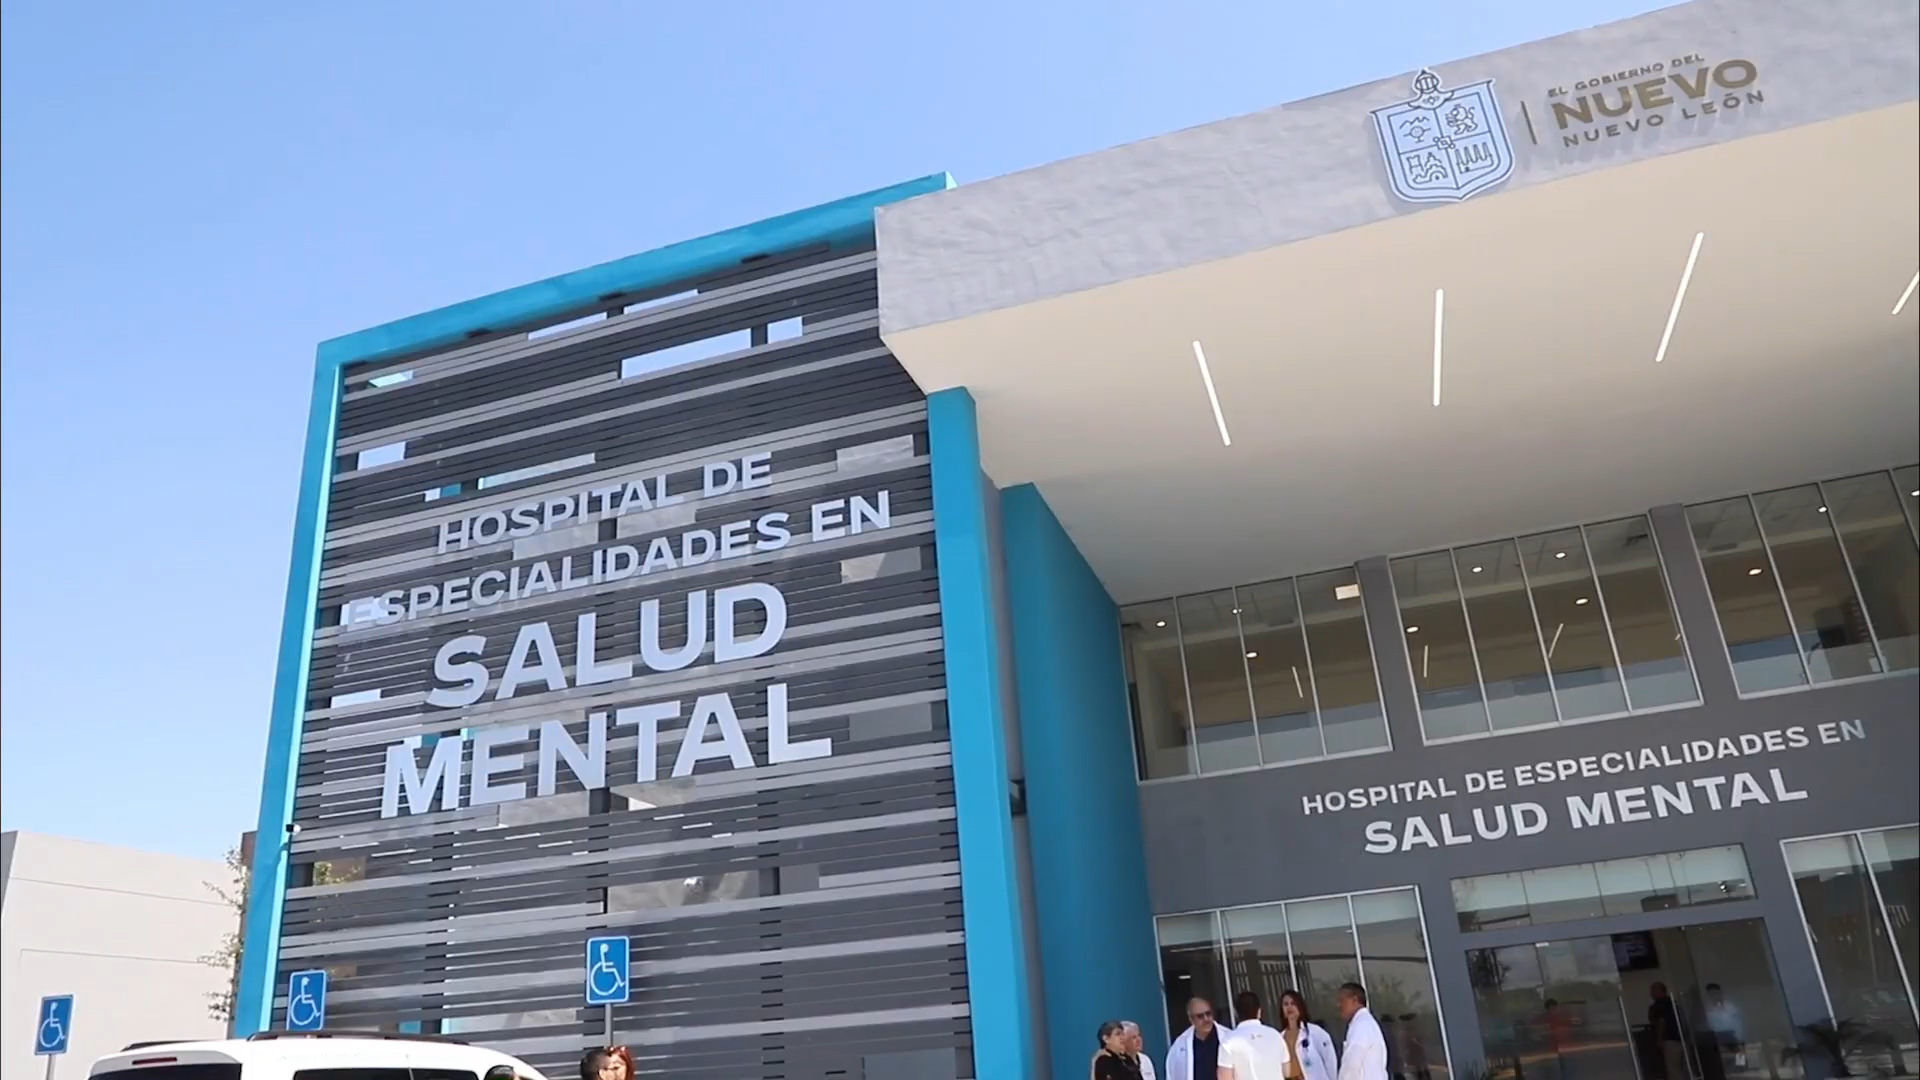 HOSPITAL DE
ESPECIALIDADES EN
SALUD
MENTAL
EL GOBIERNO DEL
NUEVO
NUEVO LEÓN
HOSPITAL DE ESPECIALIDADES EN
SALUD MENTAL